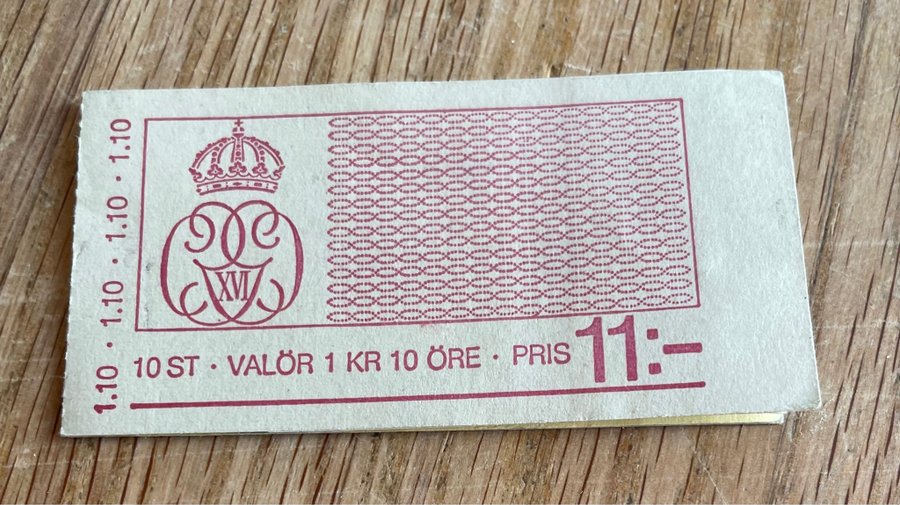 1.10 · 1.10 · 1.10 · 1.10
XVI
10 ST · VALÖR 1 KR 10 ÖRE · PRIS 11:-